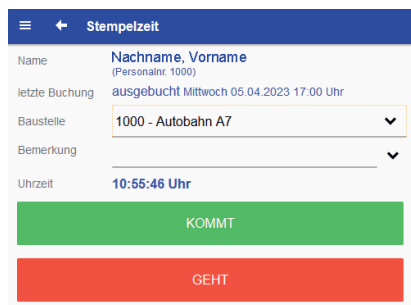 Stempelzeit
Name Nachname, Vorname
(Personalnr. 1000)
letzte Buchung ausgebucht Mittwoch 05.04.2023 17:00 Uhr
Baustelle 1000 - Autobahn A7
Bemerkung
Uhrzeit 10:55:46 Uhr
KOMMT
GEHT